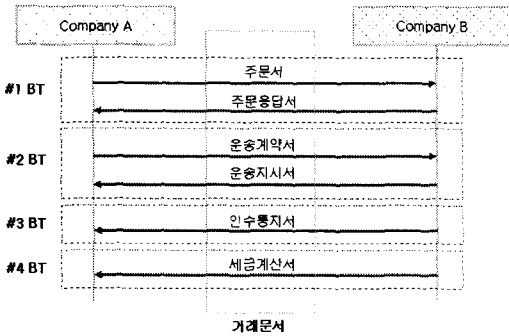 Company A
Company B
#1 BT
주문서
주문응답서
#2 BT
운송계약서
운송지시서
#3 BT
인수통지서
#4 BT
세금계산서
거래문서